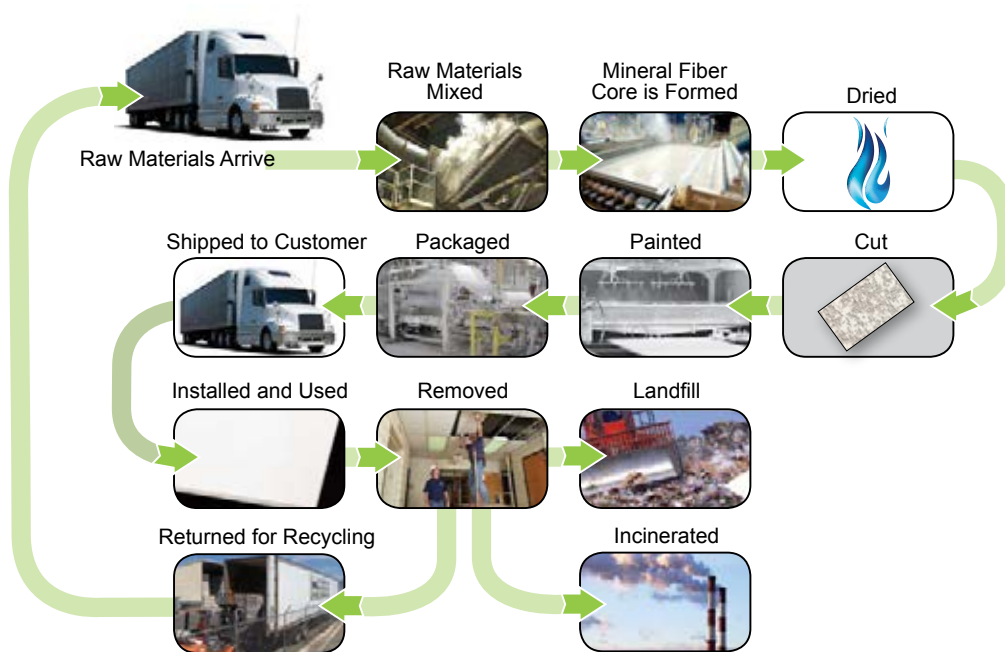 Raw Materials
Mixed
Mineral Fiber
Core is Formed
Dried
Raw Materials Arrive
Shipped to Customer
Packaged
Painted
Cut
Installed and Used
Removed
Landfill
Returned for Recycling
Incinerated